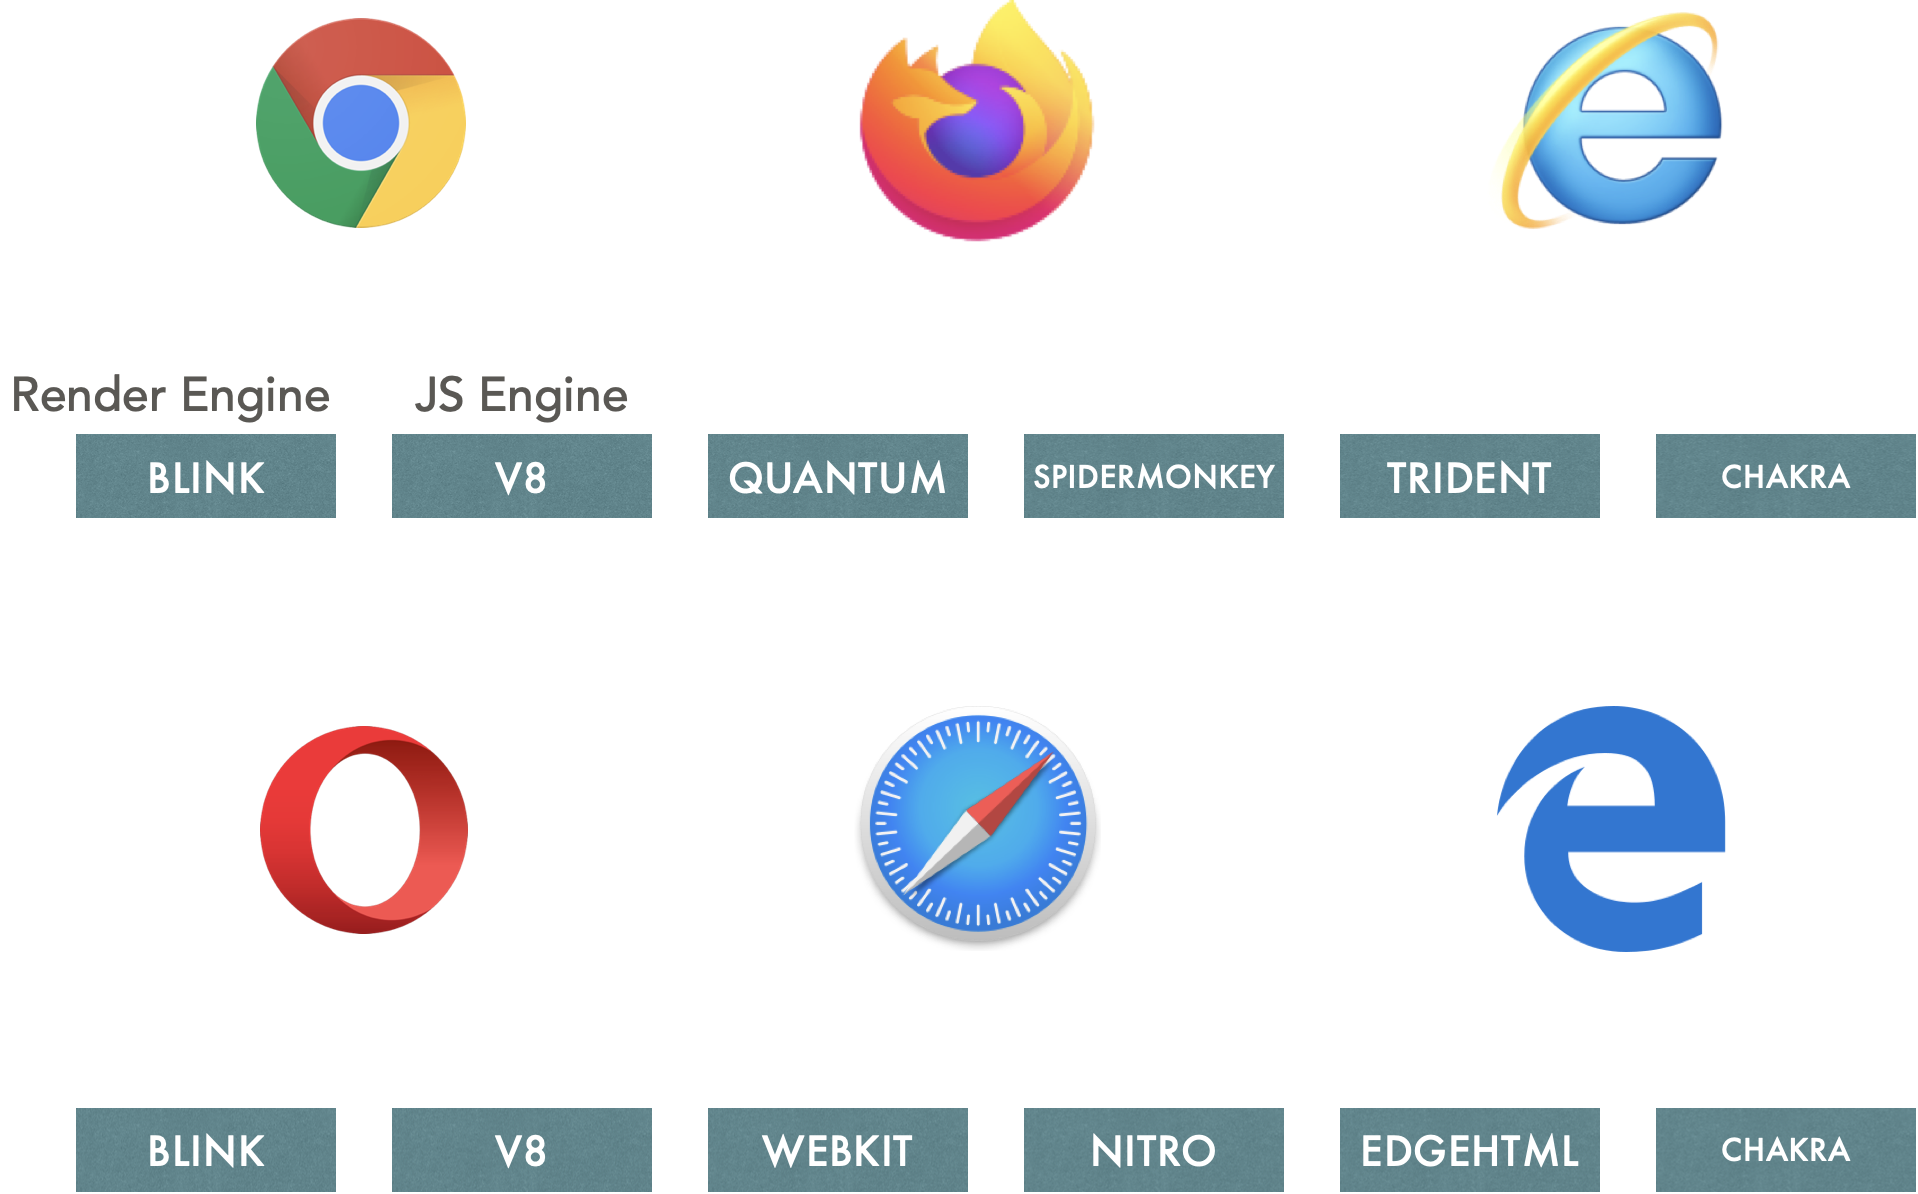 Render Engine JS Engine
BLINK V8 QUANTUM SPIDERMONKEY TRIDENT CHAKRA
BLINK V8 WEBKIT NITRO EDGEHTML CHAKRA